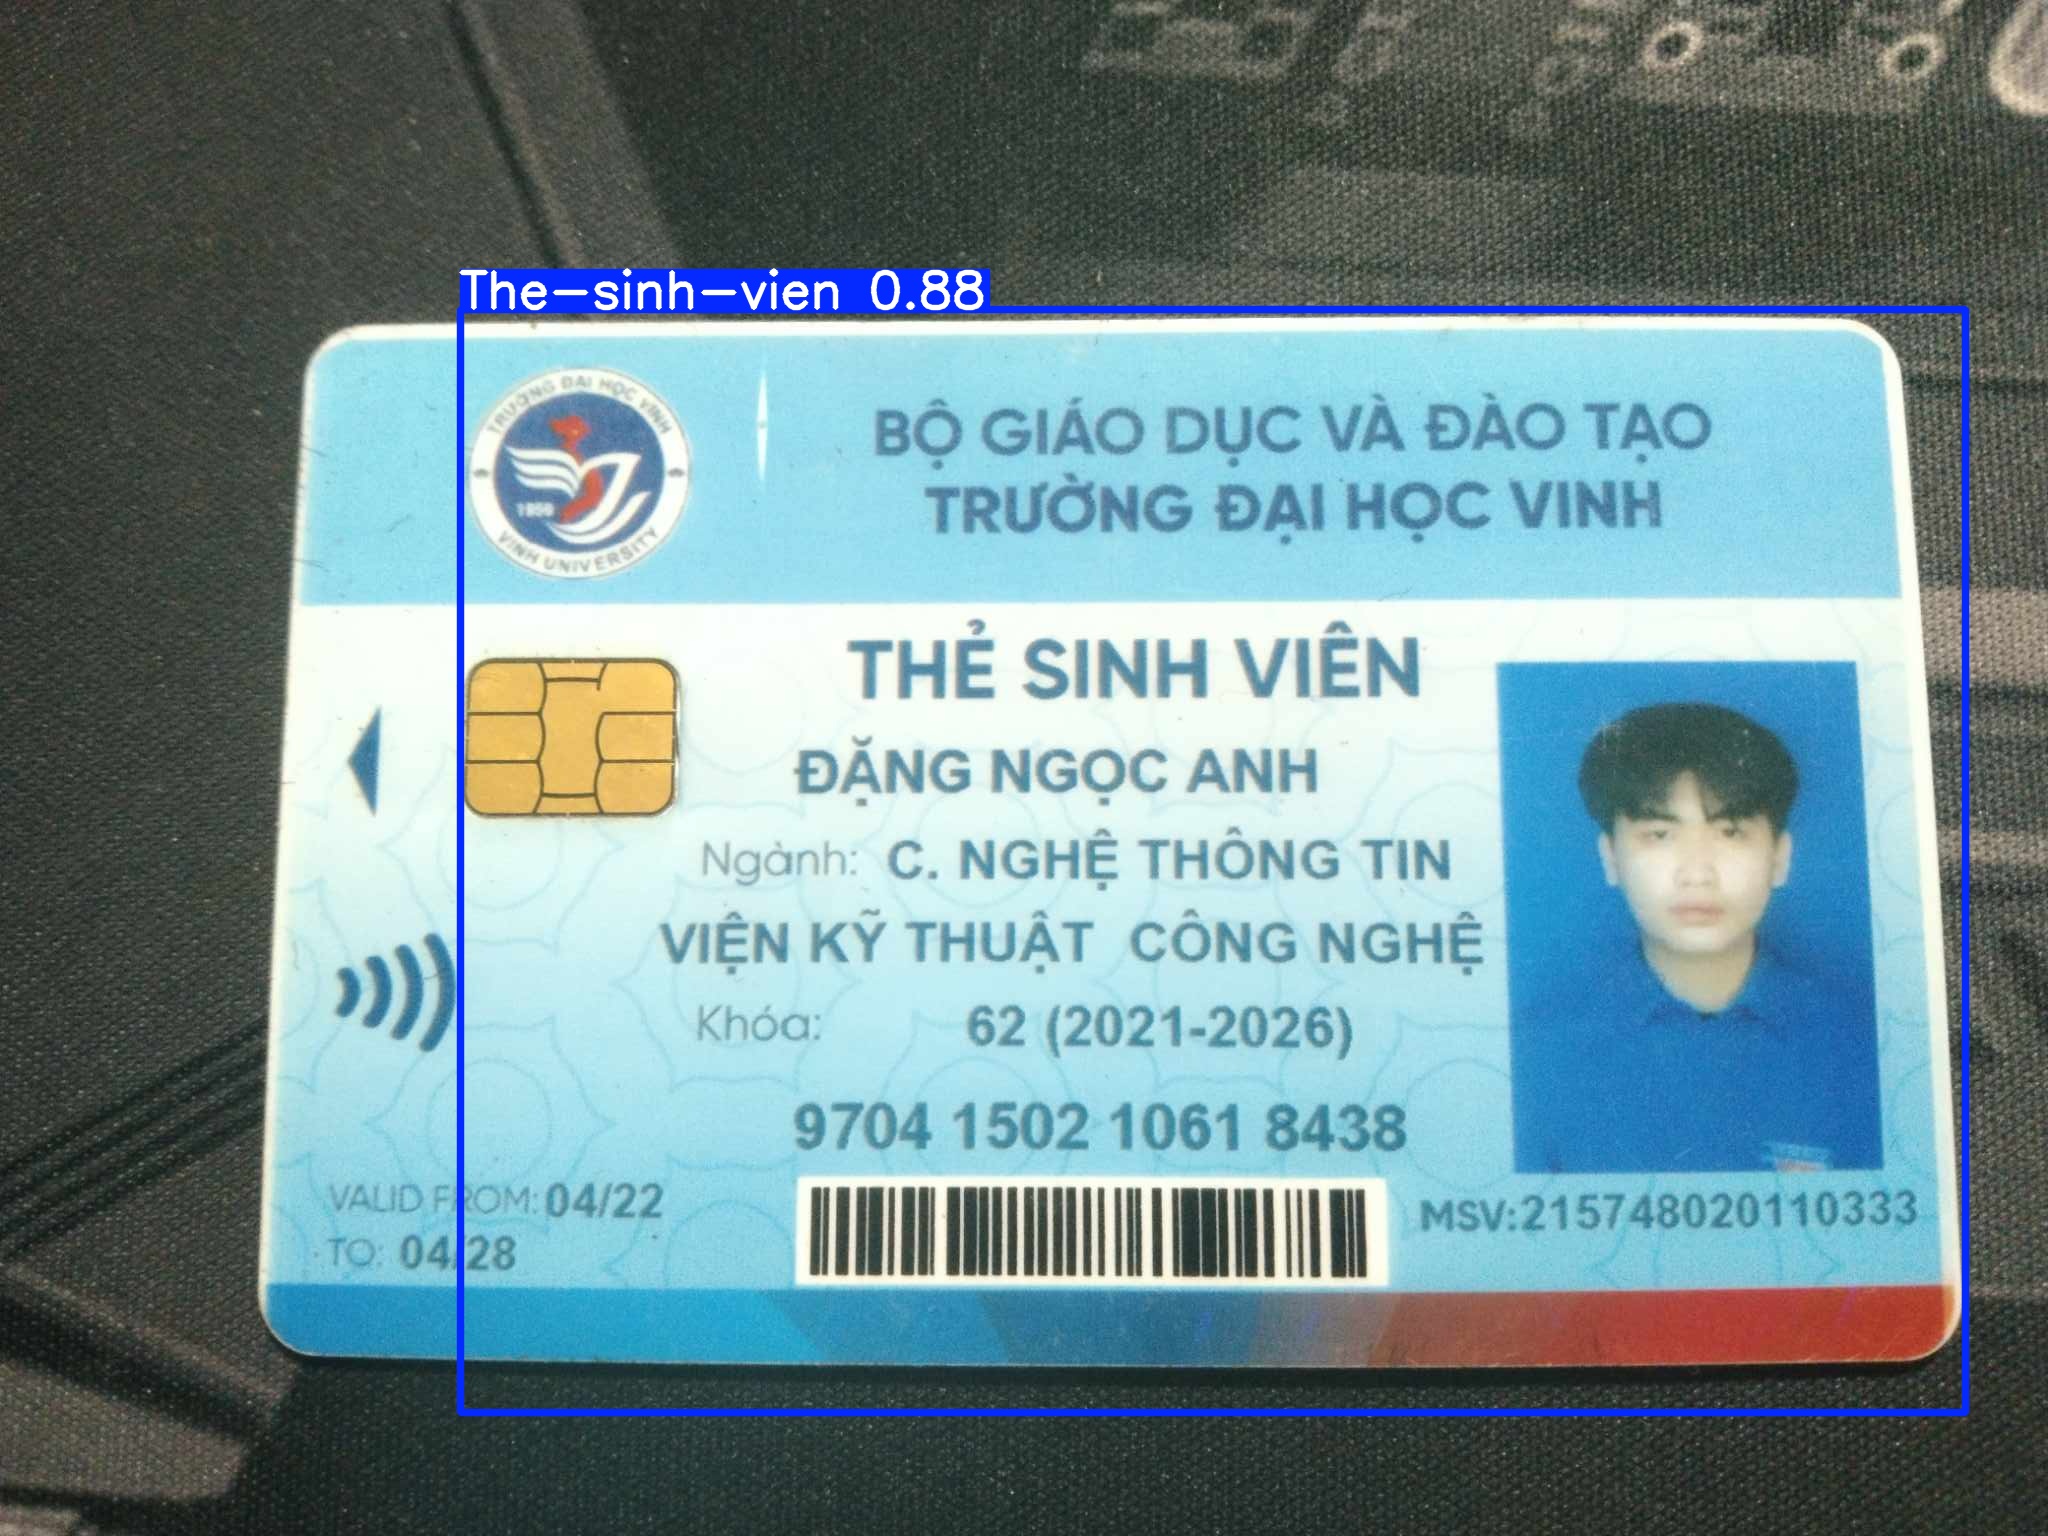 The-sinh-vien 0.88
TRƯỜNG ĐẠI HỌC VINH
1959
VINH UNIVERSITY
BỘ GIÁO DỤC VÀ ĐÀO TẠO
TRƯỜNG ĐẠI HỌC VINH
THẺ SINH VIÊN
ĐẶNG NGỌC ANH
Ngành: C. NGHỆ THÔNG TIN
VIỆN KỸ THUẬT CÔNG NGHỆ
Khóa: 62 (2021-2026)
9704 1502 1061 8438
VALID FROM: 04/22
TO: 04/28
MSV:215748020110333